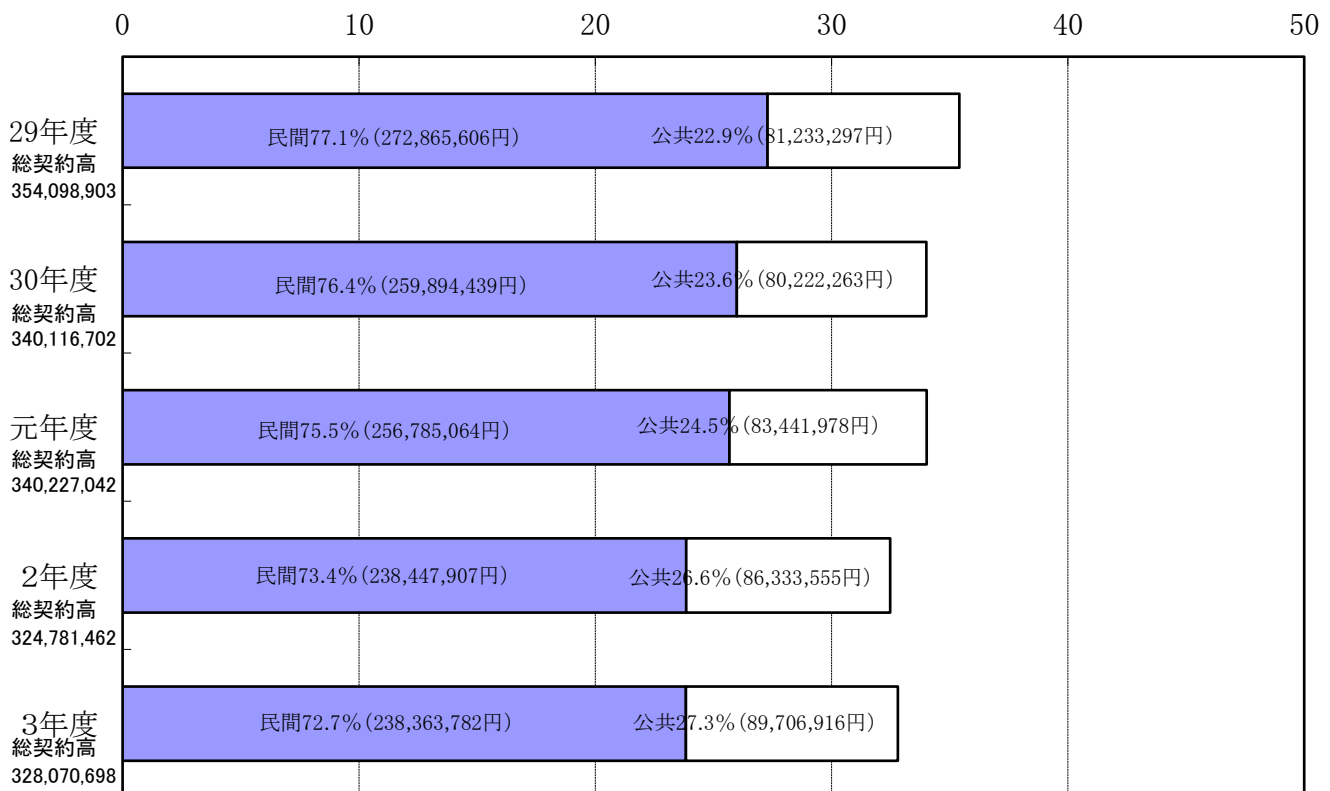 0 10 20 30 40 50
29年度
総契約高
354,098,903
民間77.1%(272,865,606円)
公共22.9%(81,233,297円)
30年度
総契約高
340,116,702
民間76.4%(259,894,439円)
公共23.6%(80,222,263円)
元年度
総契約高
340,227,042
民間75.5%(256,785,064円)
公共24.5%(83,441,978円)
2年度
総契約高
324,781,462
民間73.4%(238,447,907円)
公共26.6%(86,333,555円)
3年度
総契約高
328,070,698
民間72.7%(238,363,782円)
公共27.3%(89,706,916円)